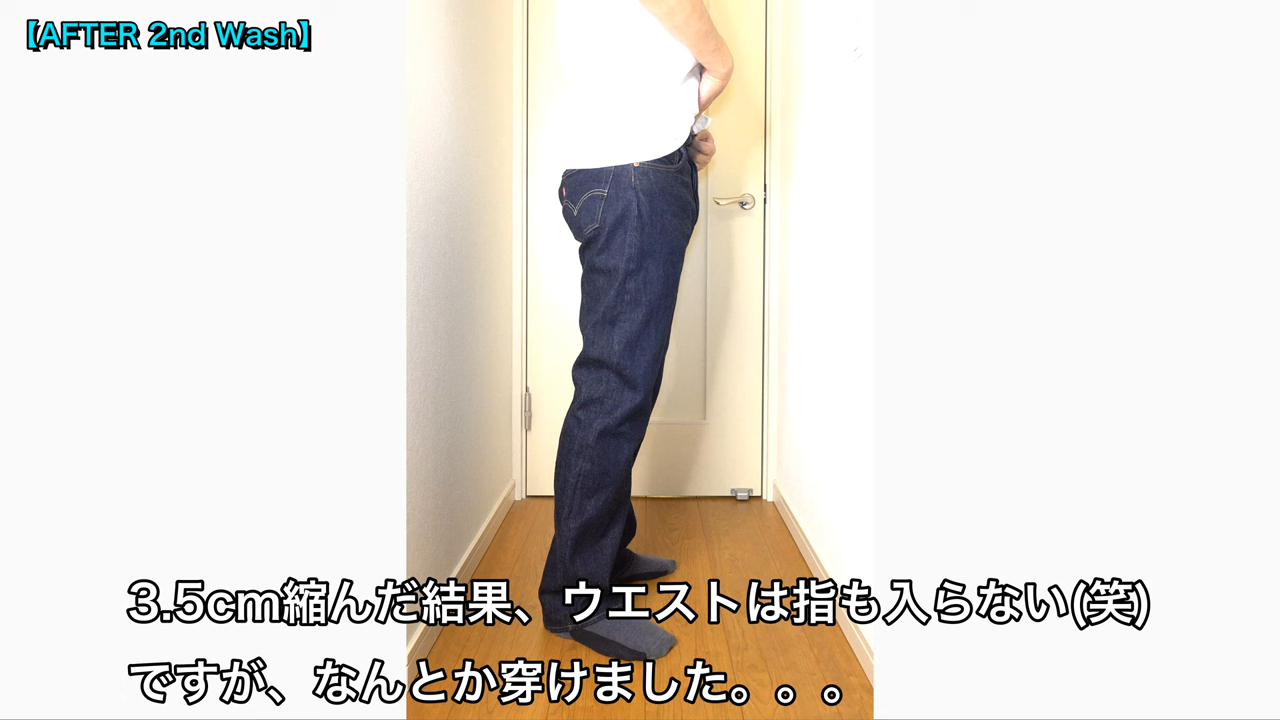 【AFTER 2nd Wash】
3.5cm縮んだ結果、ウエストは指も入らない(笑)
ですが、なんとか穿けました。。。